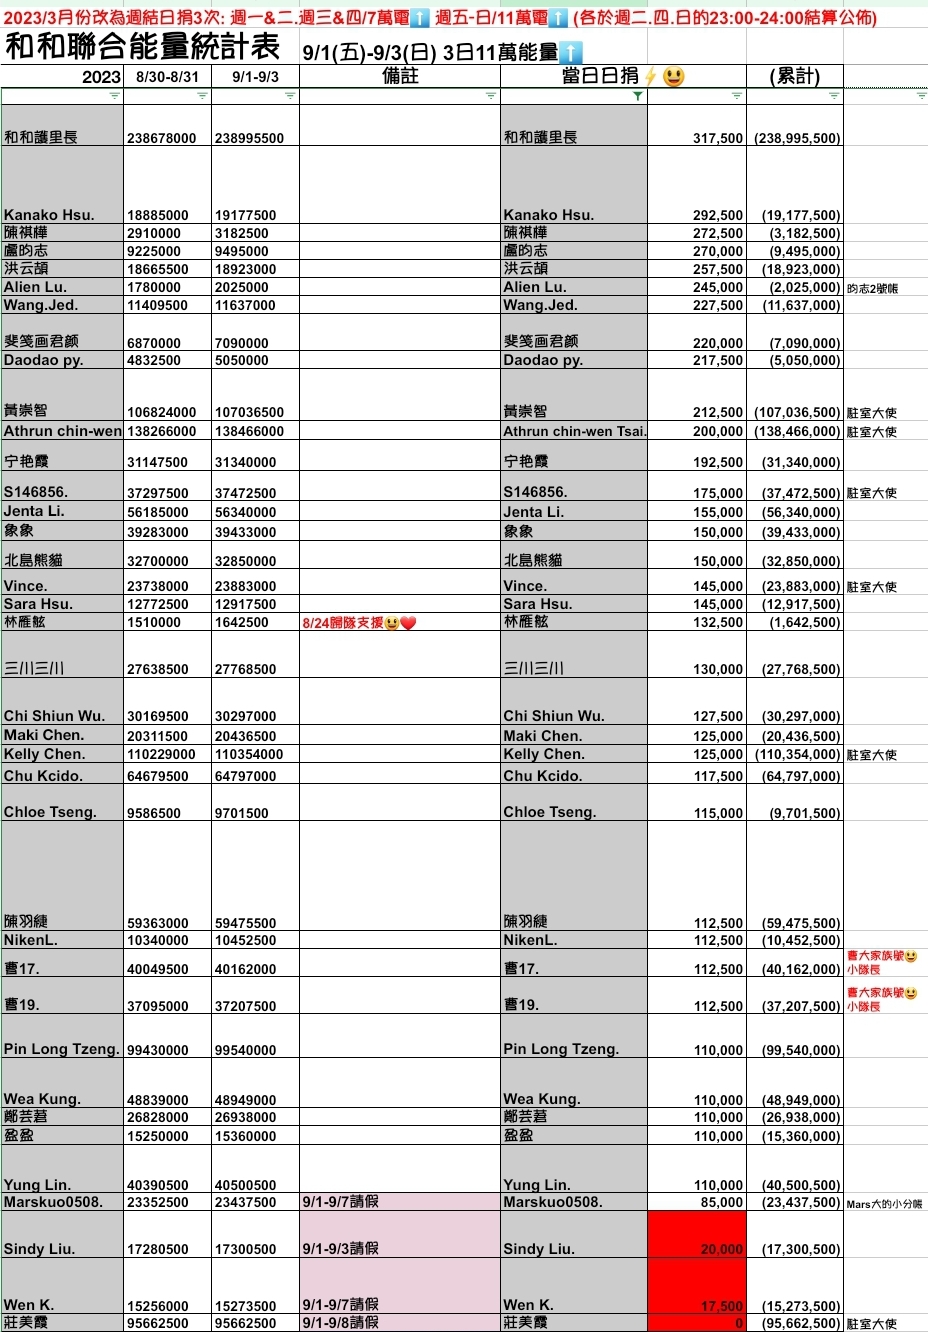 2023/3月份改為週結日捐3次: 週一&二.週三&四/7萬電⬆️ 週五-日/11萬電⬆️ (各於週二.四.日的23:00-24:00結算公佈)
和和聯合能量統計表 9/1(五)-9/3(日) 3日11萬能量⬆️
2023 8/30-8/31 9/1-9/3 備註 當日日捐⚡😃 (累計)
和和護里長 238678000 238995500 和和護里長 317,500 (238,995,500)
Kanako Hsu. 18885000 19177500 Kanako Hsu. 292,500 (19,177,500)
陳祺樺 2910000 3182500 陳祺樺 272,500 (3,182,500)
盧昀志 9225000 9495000 盧昀志 270,000 (9,495,000)
洪云頡 18665500 18923000 洪云頡 257,500 (18,923,000)
Alien Lu. 1780000 2025000 Alien Lu. 245,000 (2,025,000) 昀志2號帳
Wang.Jed. 11409500 11637000 Wang.Jed. 227,500 (11,637,000)
斐笺画君颜 6870000 7090000 斐笺画君颜 220,000 (7,090,000)
Daodao py. 4832500 5050000 Daodao py. 217,500 (5,050,000)
黃崇智 106824000 107036500 黃崇智 212,500 (107,036,500) 駐室大使
Athrun chin-wen 138266000 138466000 Athrun chin-wen Tsai. 200,000 (138,466,000) 駐室大使
宁艳霞 31147500 31340000 宁艳霞 192,500 (31,340,000)
S146856. 37297500 37472500 S146856. 175,000 (37,472,500) 駐室大使
Jenta Li. 56185000 56340000 Jenta Li. 155,000 (56,340,000)
象象 39283000 39433000 象象 150,000 (39,433,000)
北島熊貓 32700000 32850000 北島熊貓 150,000 (32,850,000)
Vince. 23738000 23883000 Vince. 145,000 (23,883,000) 駐室大使
Sara Hsu. 12772500 12917500 Sara Hsu. 145,000 (12,917,500)
林雁舷 1510000 1642500 8/24歸隊支援😃❤️ 林雁舷 132,500 (1,642,500)
三川三川 27638500 27768500 三川三川 130,000 (27,768,500)
Chi Shiun Wu. 30169500 30297000 Chi Shiun Wu. 127,500 (30,297,000)
Maki Chen. 20311500 20436500 Maki Chen. 125,000 (20,436,500)
Kelly Chen. 110229000 110354000 Kelly Chen. 125,000 (110,354,000) 駐室大使
Chu Kcido. 64679500 64797000 Chu Kcido. 117,500 (64,797,000)
Chloe Tseng. 9586500 9701500 Chloe Tseng. 115,000 (9,701,500)
陳羽緁 59363000 59475500 陳羽緁 112,500 (59,475,500)
NikenL. 10340000 10452500 NikenL. 112,500 (10,452,500)
曹17. 40049500 40162000 曹17. 112,500 (40,162,000) 曹大家族號😃
小隊長
曹19. 37095000 37207500 曹19. 112,500 (37,207,500) 曹大家族號😃
小隊長
Pin Long Tzeng. 99430000 99540000 Pin Long Tzeng. 110,000 (99,540,000)
Wea Kung. 48839000 48949000 Wea Kung. 110,000 (48,949,000)
鄭芸莙 26828000 26938000 鄭芸莙 110,000 (26,938,000)
盈盈 15250000 15360000 盈盈 110,000 (15,360,000)
Yung Lin. 40390500 40500500 Yung Lin. 110,000 (40,500,500)
Marskuo0508. 23352500 23437500 9/1-9/7請假 Marskuo0508. 85,000 (23,437,500) Mars大的小分帳
Sindy Liu. 17280500 17300500 9/1-9/3請假 Sindy Liu. 20,000 (17,300,500)
Wen K. 15256000 15273500 9/1-9/7請假 Wen K. 17,500 (15,273,500)
莊美霞 95662500 95662500 9/1-9/8請假 莊美霞 0 (95,662,500) 駐室大使